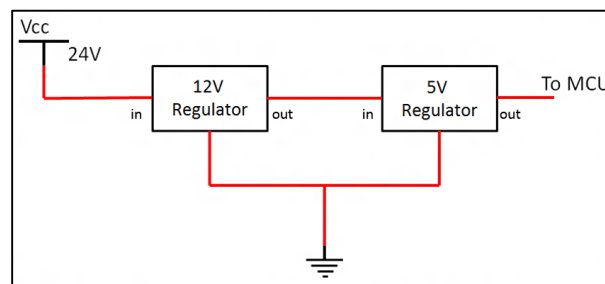 Vcc
24V
12V
Regulator
5V
Regulator
To MCU
in
out
in
out